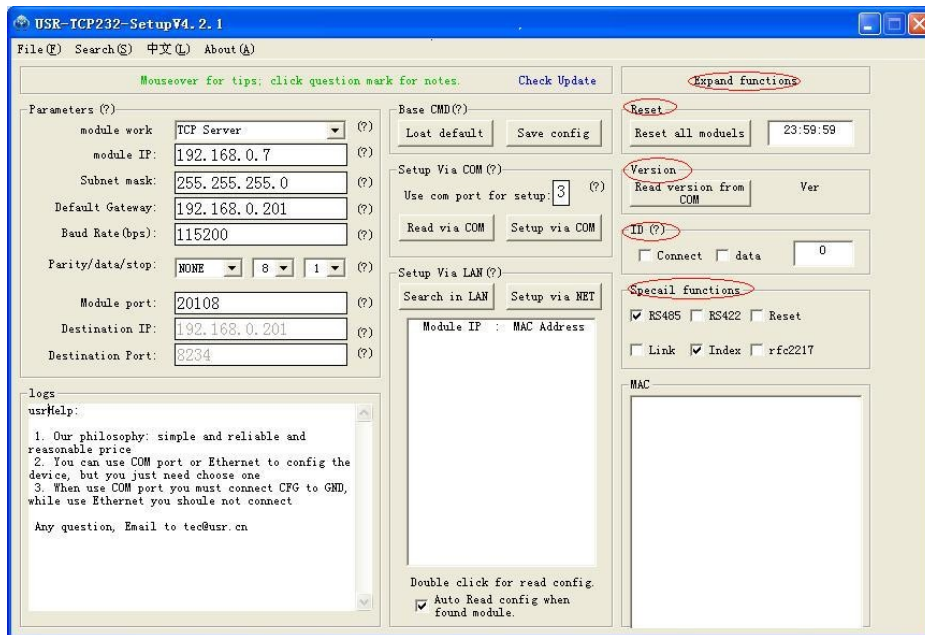 USR-TCP232-SetupV4.2.1
File(F) Search(S) 中文(L) About(A)
Mouseover for tips; click question mark for notes. Check Update
Expand functions
Parameters (?)
module work TCP Server (?)
module IP: 192.168.0.7 (?)
Subnet mask: 255.255.255.0 (?)
Default Gateway: 192.168.0.201 (?)
Baud Rate(bps): 115200 (?)
Parity/data/stop: NONE 8 1 (?)
Module port: 20108 (?)
Destination IP: 192.168.0.201 (?)
Destination Port: 8234 (?)
logs
usrHelp:
1. Our philosophy: simple and reliable and
reasonable price
2. You can use COM port or Ethernet to config the
device, but you just need choose one
3. When use COM port you must connect CFG to GND,
while use Ethernet you shoule not connect
Any question, Email to tec@usr.cn
Base CMD(?)
Loat default Save config
Setup Via COM(?)
Use com port for setup: 3 (?)
Read via COM Setup via COM
Setup Via LAN(?)
Search in LAN Setup via NET
Module IP : MAC Address
Double click for read config.
Auto Read config when
found module.
Reset
Reset all moduels 23:59:59
Version
Read version from
COM
Ver
ID (?)
Connect data 0
Specail functions
RS485 RS422 Reset
Link Index rfc2217
MAC